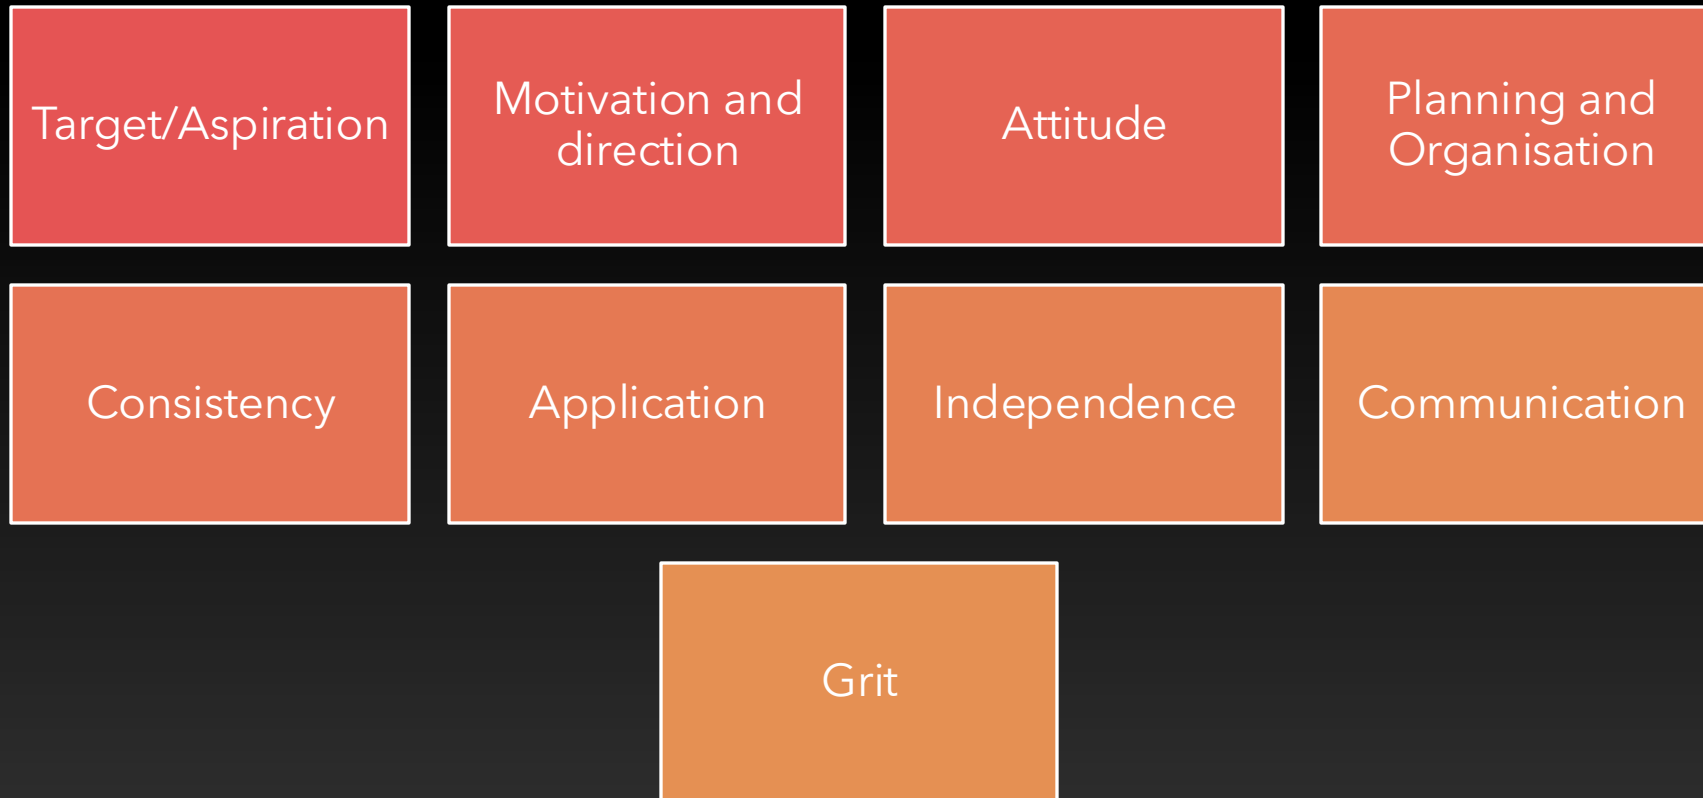 Target/Aspiration
Motivation and
direction
Attitude
Planning and
Organisation
Consistency
Application
Independence
Communication
Grit